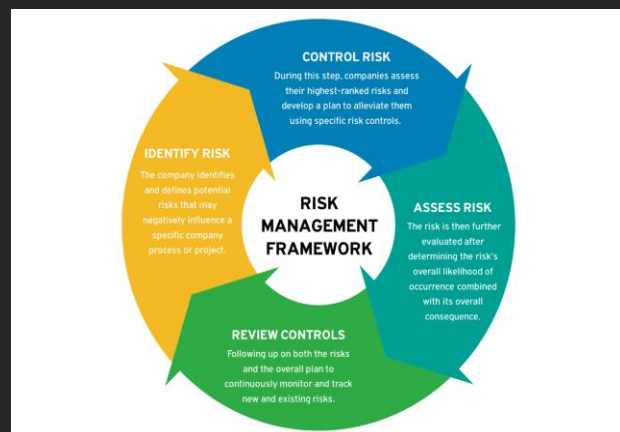 CONTROL RISK
During this step, companies assess
their highest-ranked risks and
develop a plan to alleviate them
using specific risk controls.
IDENTIFY RISK
The company identifies
and defines potential
risks that may
negatively influence a
specific company
process or project.
RISK
MANAGEMENT
FRAMEWORK
ASSESS RISK
The risk is then further
evaluated after
determining the risk's
overall likelihood of
occurrence combined
with its overall
consequence.
REVIEW CONTROLS
Following up on both the risks
and the overall plan to
continuously monitor and track
new and existing risks.